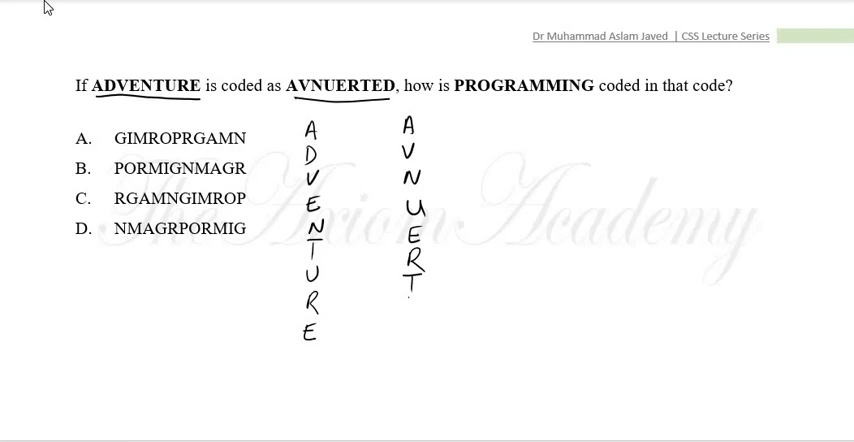 Dr Muhammad Aslam Javed | CSS Lecture Series
If ADVENTURE is coded as AVNUERTED, how is PROGRAMMING coded in that code?
A. GIMROPRGAMN
B. PORMIGNMAGR
C. RGAMNGIMROP
D. NMAGRPORMIG
A
D
V
E
N
T
U
R
E
A
V
N
U
E
R
T
The Axiom Academy